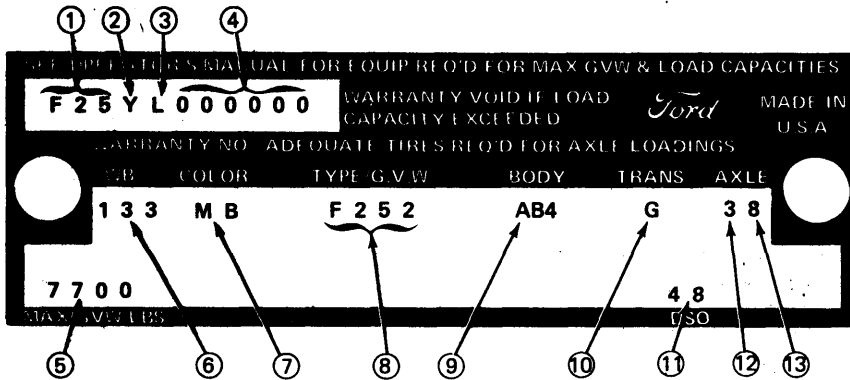 ① ② ③ ④
SEE OPERATOR'S MANUAL FOR EQUIP REQ'D FOR MAX GVW & LOAD CAPACITIES
F25YL000000 WARRANTY VOID IF LOAD CAPACITY EXCEEDED Ford MADE IN U.S.A
WARRANTY NO ADEQUATE TIRES REQ'D FOR AXLE LOADINGS
COLOR TYPE/G.V.W BODY TRANS AXLE
133 MB F252 AB4 G 38
7700 48
MAX GVW LBS DSO
⑤ ⑥ ⑦ ⑧ ⑨ ⑩ ⑪ ⑫ ⑬